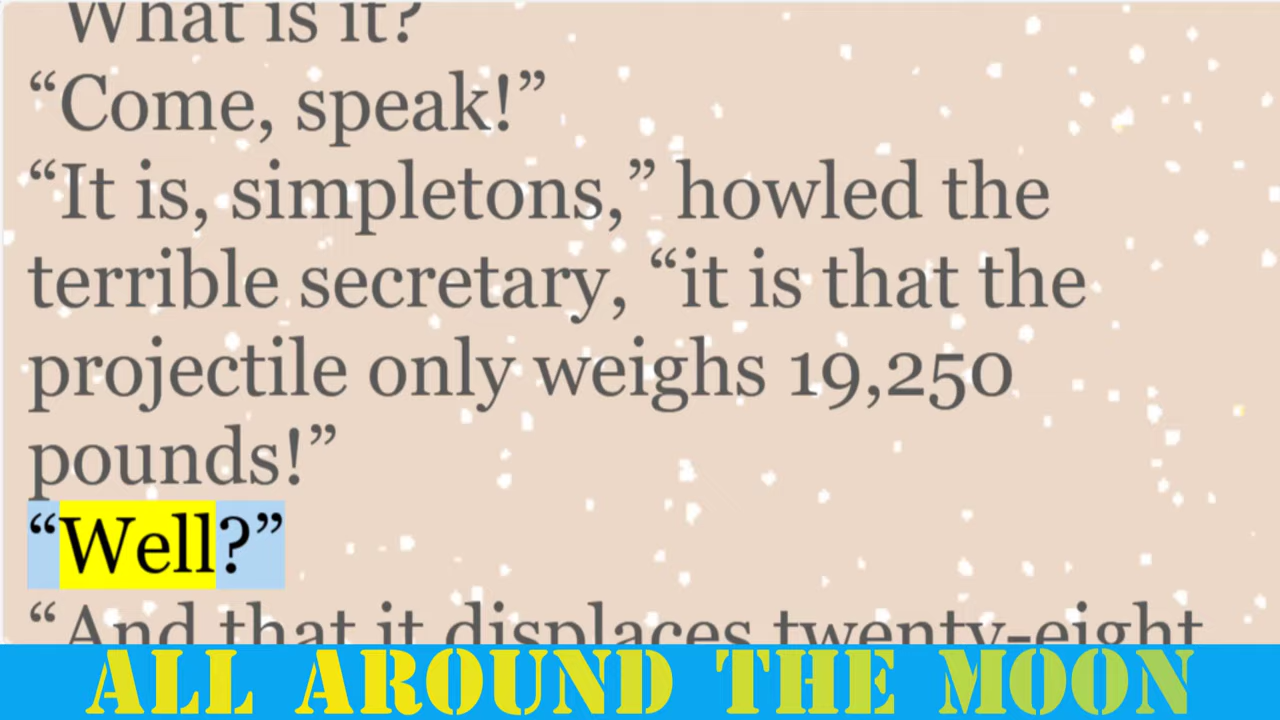 “What is it?”
“Come, speak!”
“It is, simpletons,” howled the
terrible secretary, “it is that the
projectile only weighs 19,250
pounds!”
“Well?”
“And that it displaces twenty-eight
ALL AROUND THE MOON